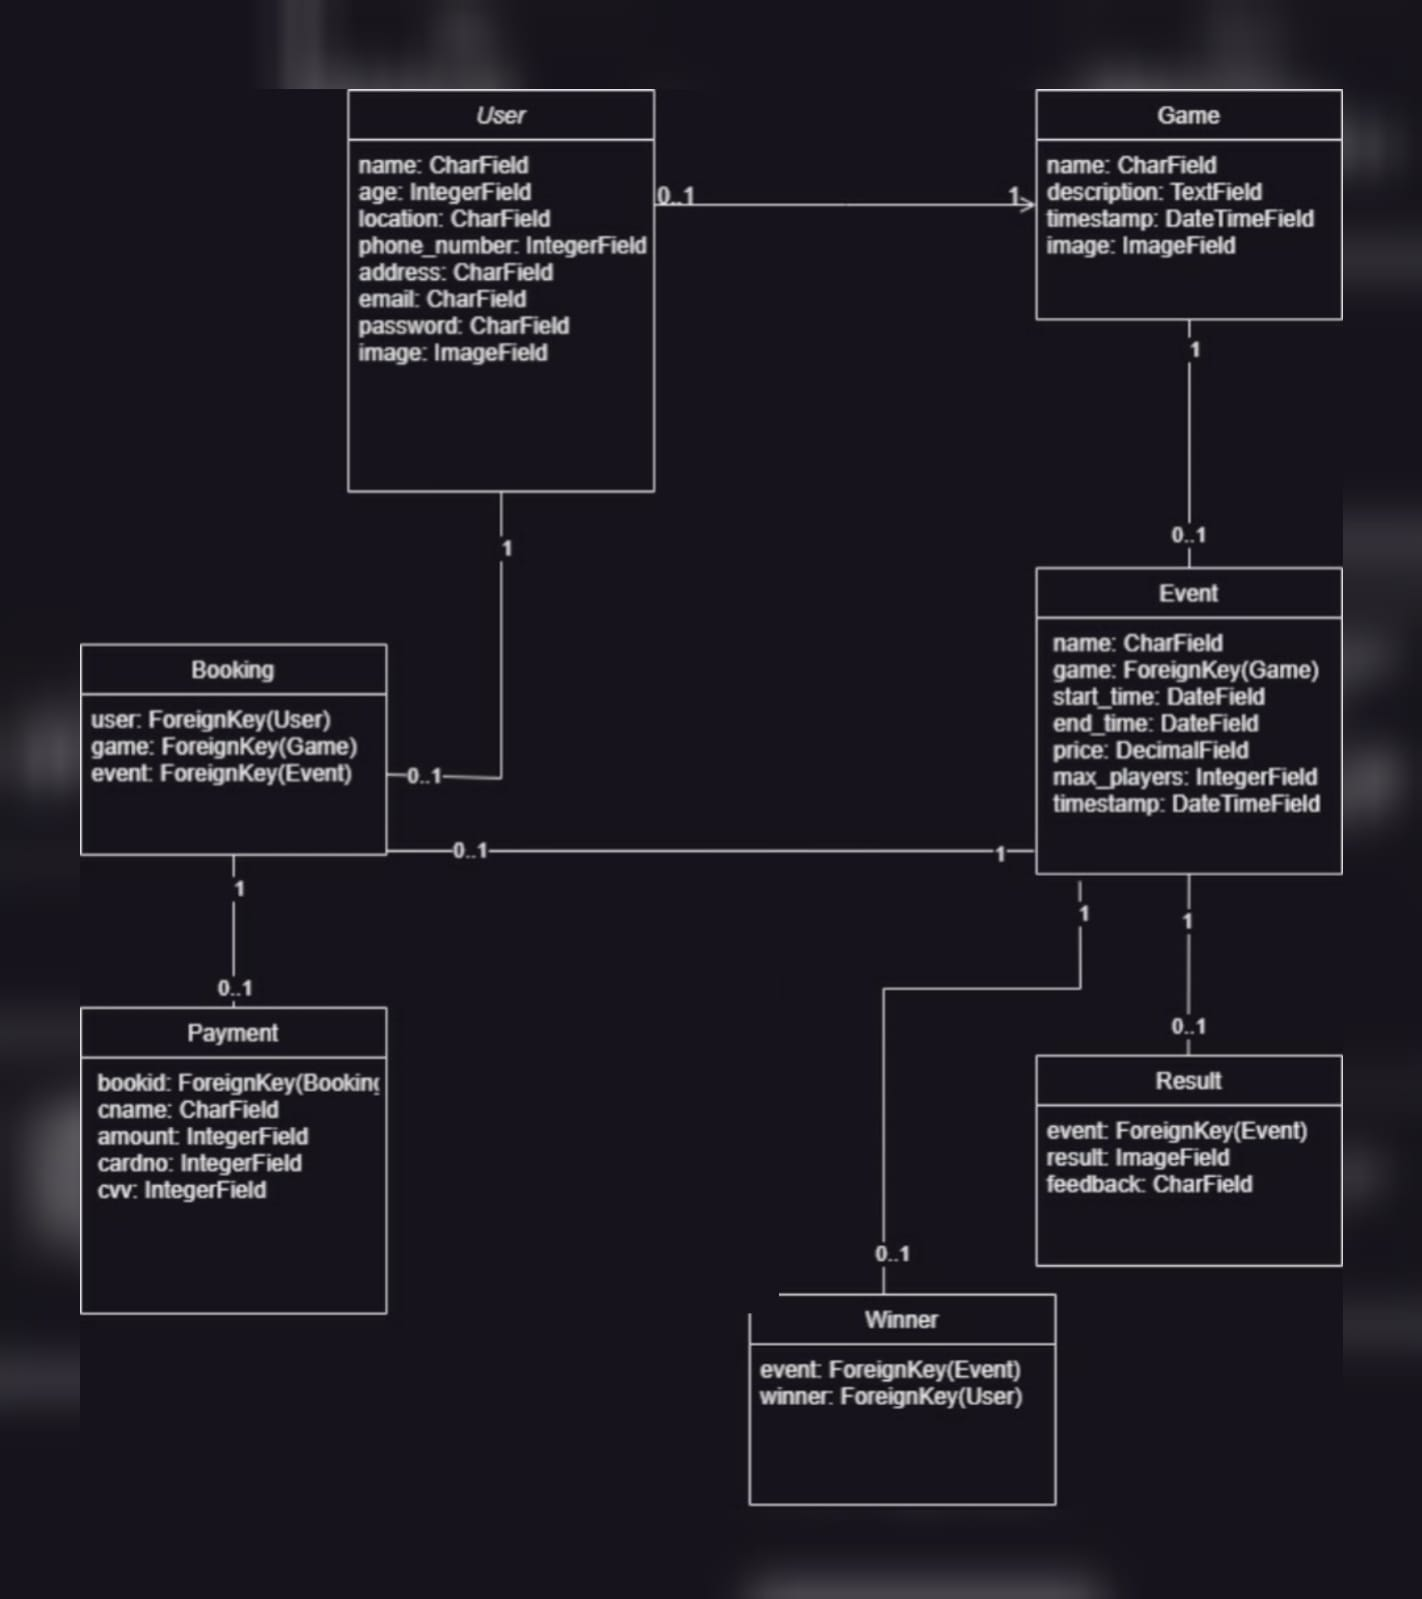 User
name: CharField
age: IntegerField
location: CharField
phone_number: IntegerField
address: CharField
email: CharField
password: CharField
image: ImageField
0..1
1
Game
name: CharField
description: TextField
timestamp: DateTimeField
image: ImageField
1
0..1
1
0..1
Booking
user: ForeignKey(User)
game: ForeignKey(Game)
event: ForeignKey(Event)
0..1
1
Event
name: CharField
game: ForeignKey(Game)
start_time: DateField
end_time: DateField
price: DecimalField
max_players: IntegerField
timestamp: DateTimeField
1
0..1
Payment
bookid: ForeignKey(Booking
cname: CharField
amount: IntegerField
cardno: IntegerField
cvv: IntegerField
1
0..1
1
0..1
Result
event: ForeignKey(Event)
result: ImageField
feedback: CharField
Winner
event: ForeignKey(Event)
winner: ForeignKey(User)